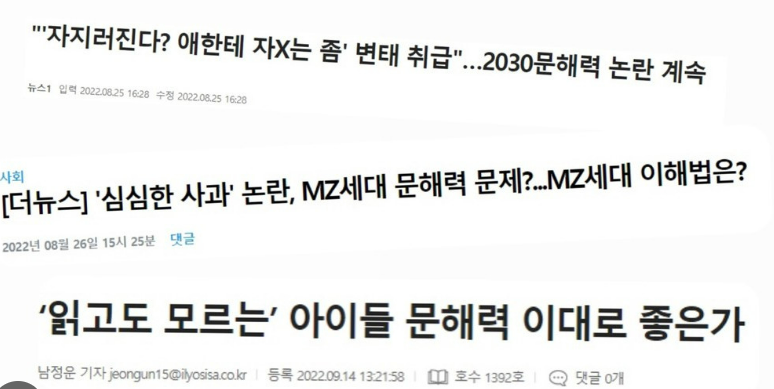 "'자지러진다? 애한테 자X는 좀' 변태 취급"...2030문해력 논란 계속
뉴스1 입력 2022.08.25 16:28 수정 2022.08.25 16:28
사회
[더뉴스] '심심한 사과' 논란, MZ세대 문해력 문제?...MZ세대 이해법은?
2022년 08월 26일 15시 25분 댓글
‘읽고도 모르는’ 아이들 문해력 이대로 좋은가
남정운 기자 jeongun15@ilyosisa.co.kr 등록 2022.09.14 13:21:58 호수 1392호 댓글 0개